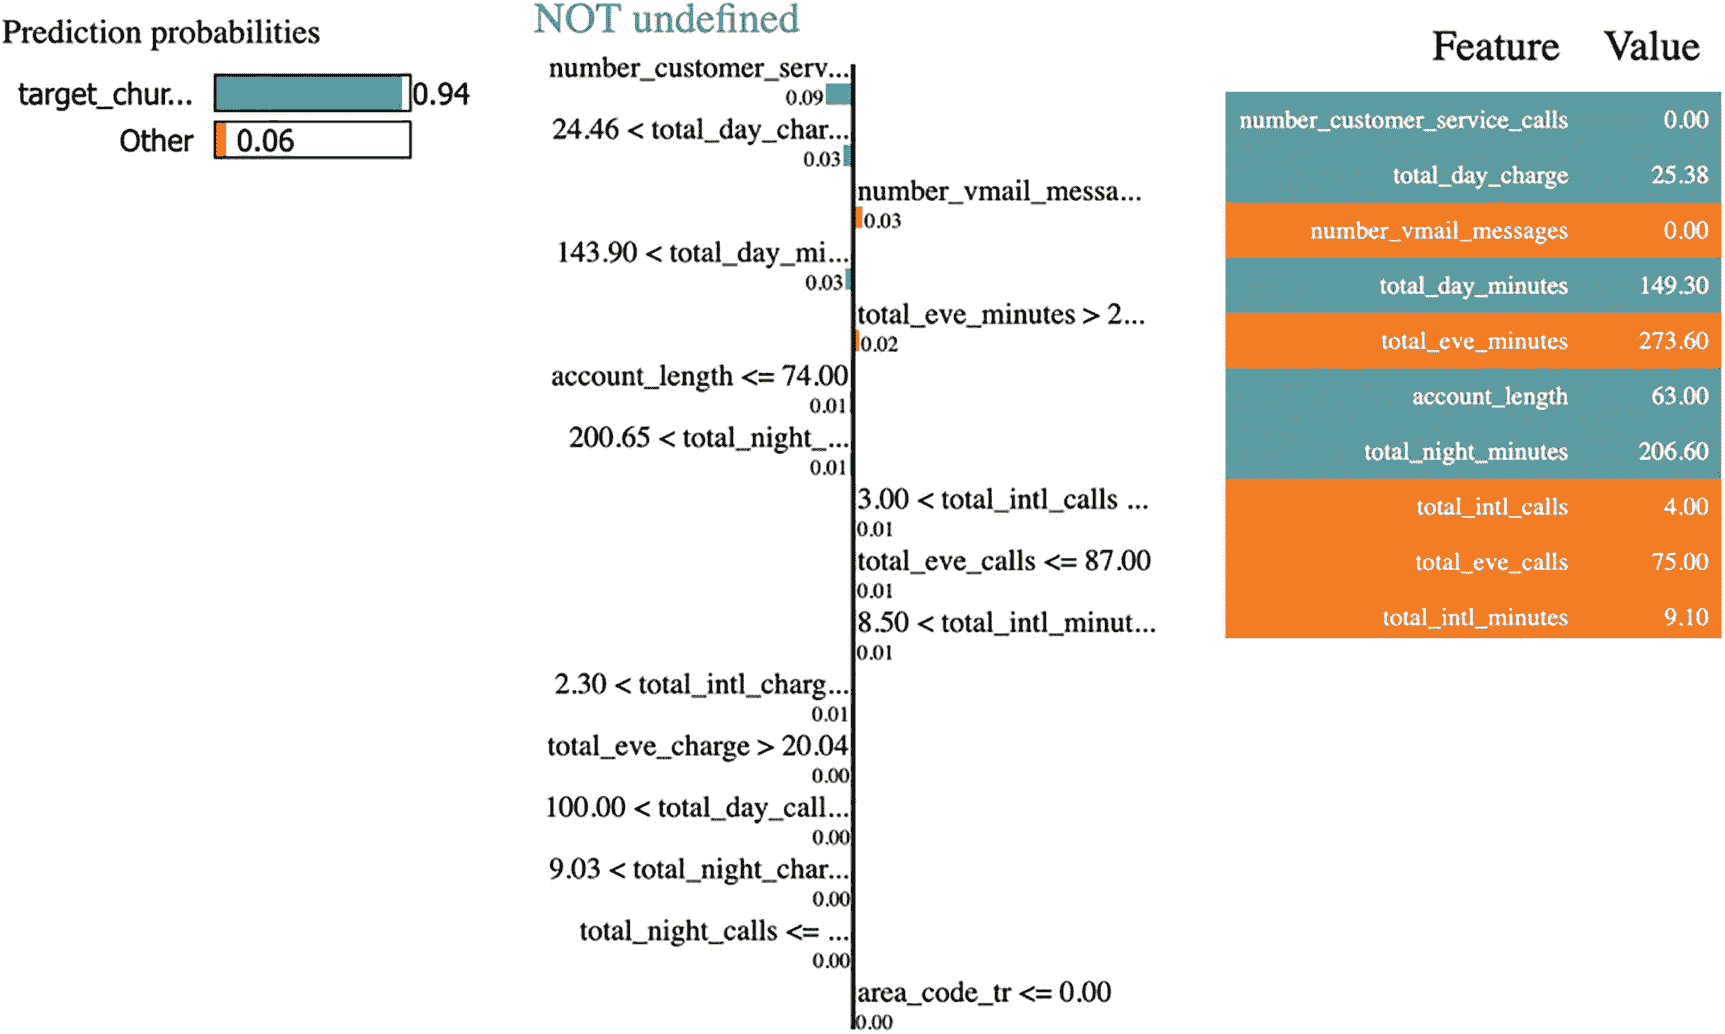 Prediction probabilities
target_chur... 0.94
Other 0.06
NOT undefined
number_customer_serv...
0.09
24.46 < total_day_char...
0.03
number_vmail_messa...
0.03
143.90 < total_day_mi...
0.03
total_eve_minutes > 2...
0.02
account_length <= 74.00
0.01
200.65 < total_night_...
0.01
3.00 < total_intl_calls ...
0.01
total_eve_calls <= 87.00
0.01
8.50 < total_intl_minut...
0.01
2.30 < total_intl_charg...
0.01
total_eve_charge > 20.04
0.00
100.00 < total_day_call...
0.00
9.03 < total_night_char...
0.00
total_night_calls <= ...
0.00
area_code_tr <= 0.00
0.00
Feature Value
number_customer_service_calls 0.00
total_day_charge 25.38
number_vmail_messages 0.00
total_day_minutes 149.30
total_eve_minutes 273.60
account_length 63.00
total_night_minutes 206.60
total_intl_calls 4.00
total_eve_calls 75.00
total_intl_minutes 9.10